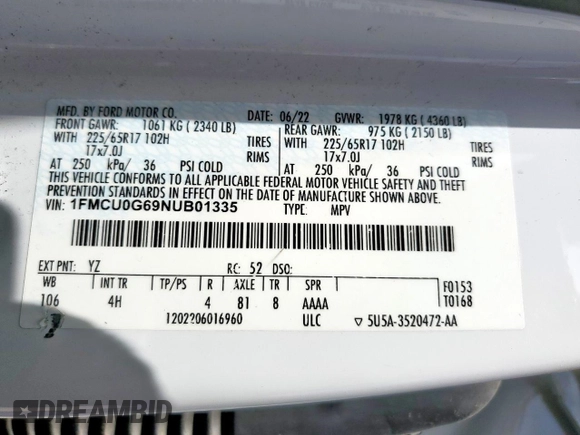 MFD. BY FORD MOTOR CO. DATE 06/22 GVWR: 1978 KG ( 4360 LB)
FRONT GAWR: 1061 KG ( 2340 LB) REAR GAWR: 975 KG ( 2150 LB)
WITH 225/65R17 102H TIRES WITH 225/65R17 102H TIRES
17x7.0J RIMS 17x7.0J RIMS
AT 250 kPa/ 36 PSI COLD AT 250 kPa/ 36 PSI COLD
THIS VEHICLE CONFORMS TO ALL APPLICABLE FEDERAL MOTOR VEHICLE SAFETY AND THEFT
PREVENTION STANDARDS IN EFFECT ON THE DATE OF MANUFACTURE SHOWN ABOVE.
VIN: 1FMCU0G69NUB01335 TYPE: MPV
EXT PNT: YZ RC: 52 DSO:
WB INT TR TP/PS R AXLE TR SPR F0153
106 4H 4 81 8 AAAA T0168
1202206016960 ULC ▽ 5U5A-3520472-AA
DREAMBID